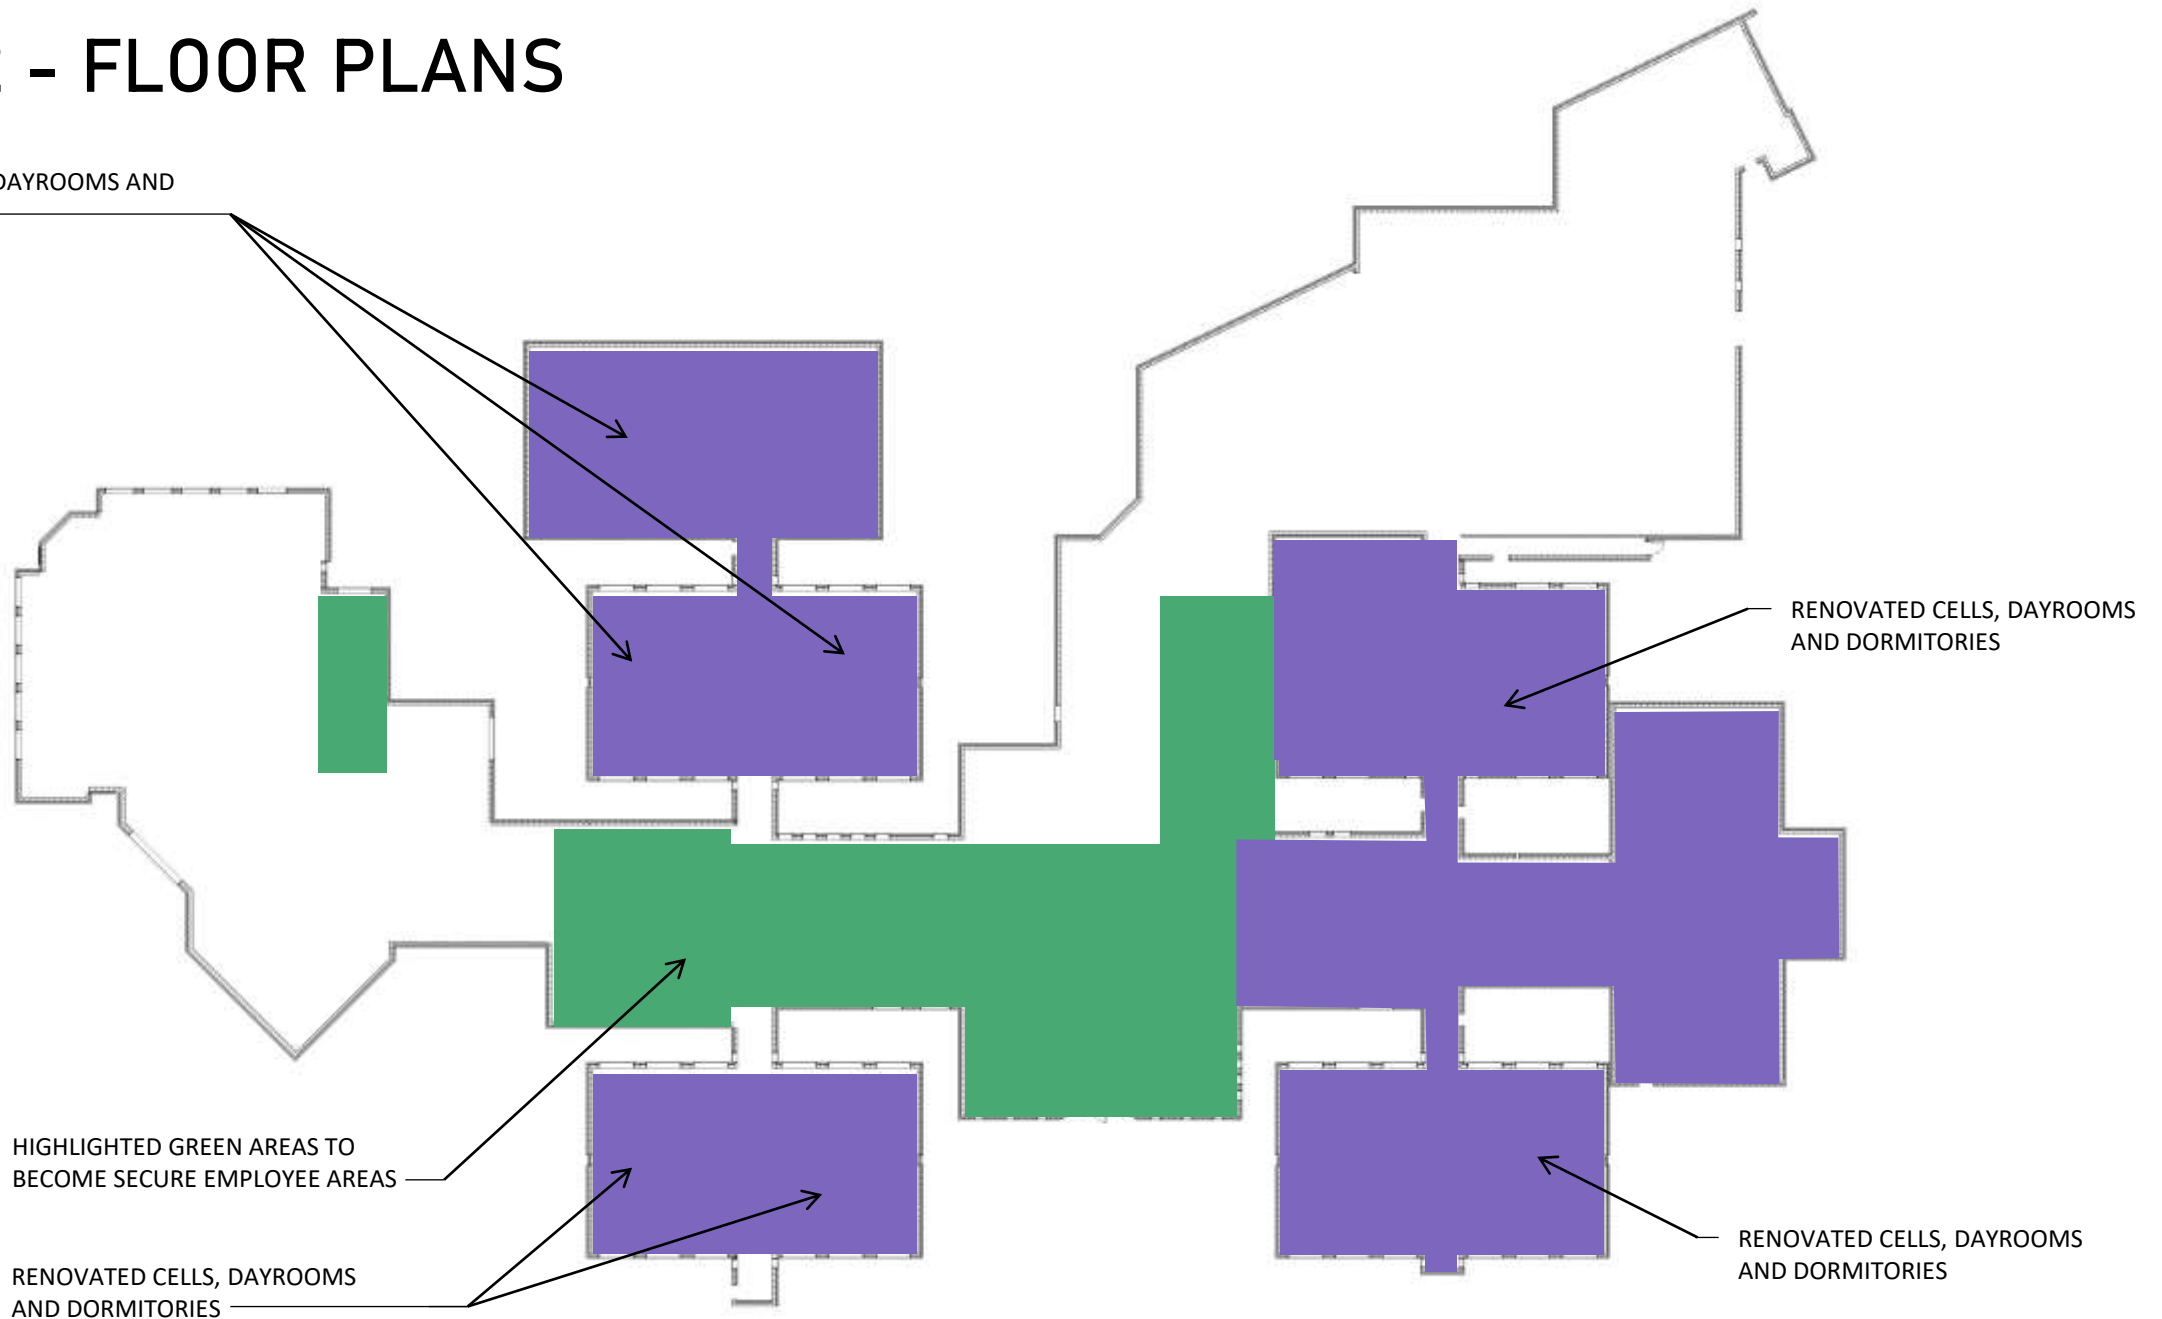 - FLOOR PLANS
DAYROOMS AND
RENOVATED CELLS, DAYROOMS
AND DORMITORIES
HIGHLIGHTED GREEN AREAS TO
BECOME SECURE EMPLOYEE AREAS
RENOVATED CELLS, DAYROOMS
AND DORMITORIES
RENOVATED CELLS, DAYROOMS
AND DORMITORIES